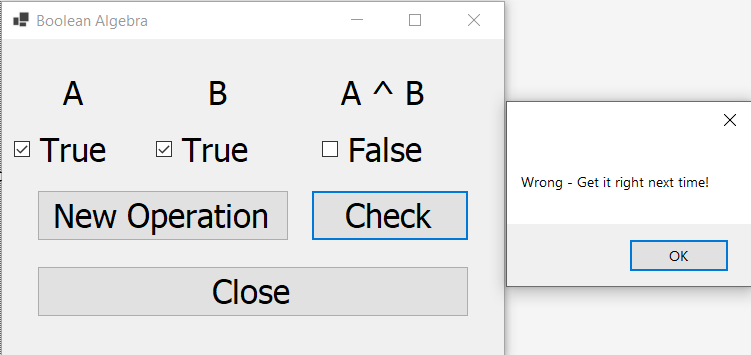 Boolean Algebra
A B A ^ B
True True False
New Operation Check
Close
Wrong - Get it right next time!
OK